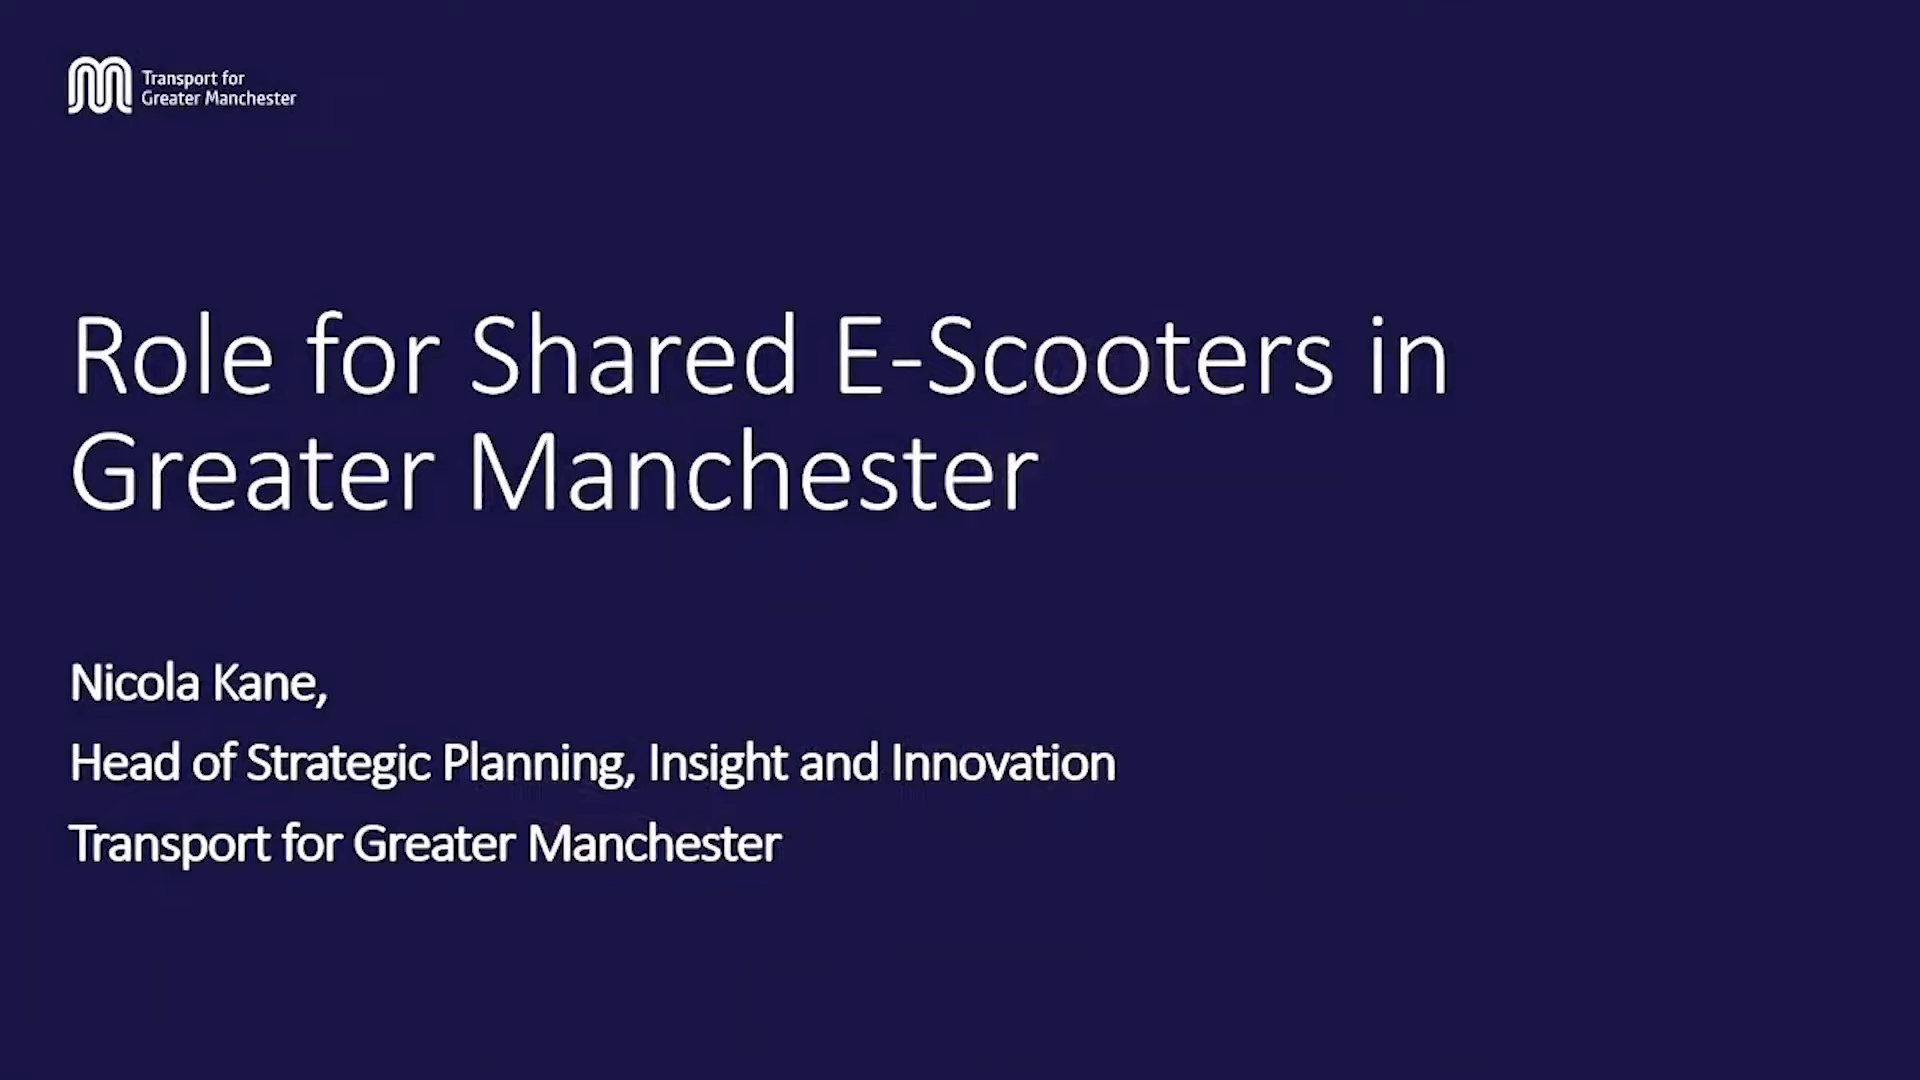 Transport for
Greater Manchester
Role for Shared E-Scooters in
Greater Manchester
Nicola Kane,
Head of Strategic Planning, Insight and Innovation
Transport for Greater Manchester